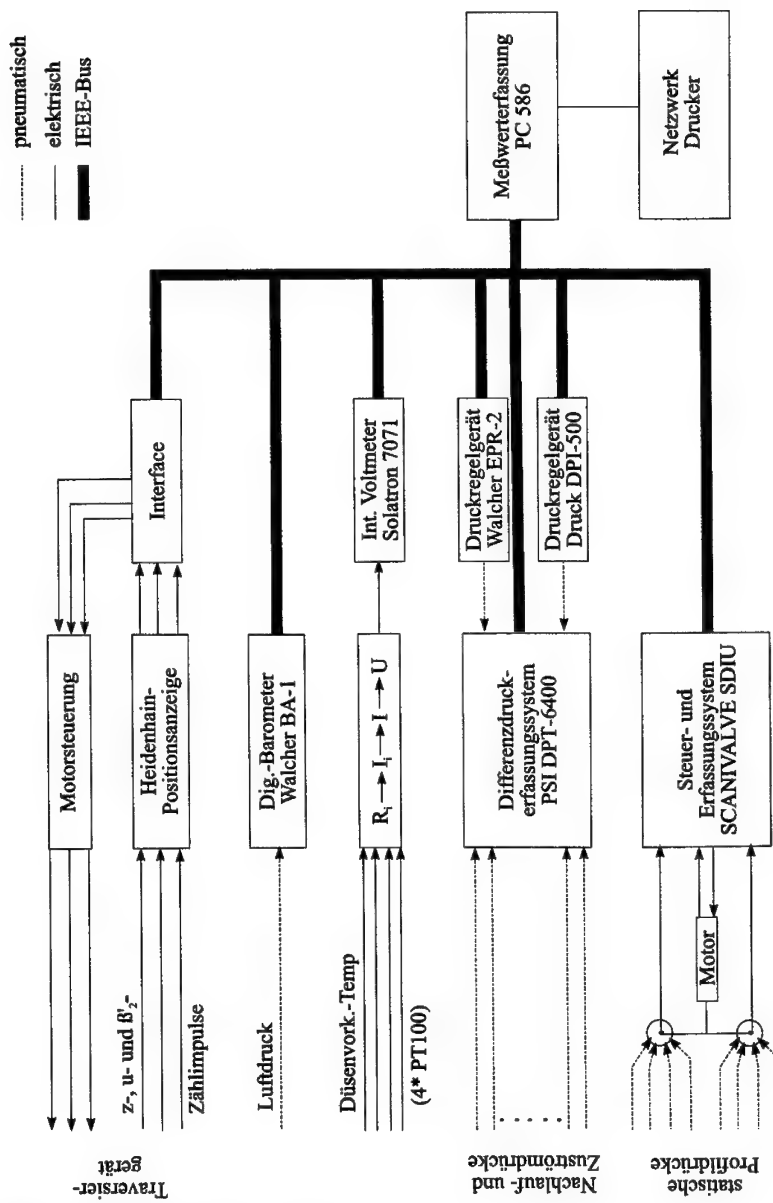 pneumatisch
elektrisch
IEEE-Bus
Meßwerterfassung
PC 586
Netzwerk
Drucker
Interface
Int. Voltmeter
Solatron 7071
Druckregelgerät
Walcher EPR-2
Druckregelgerät
Druck DPI-500
Motorsteuerung
Heidenhain-
Positionsanzeige
Dig.-Barometer
Walcher BA-1
Rᵢ → Iᵢ → I → U
Differenzdruck-
erfassungssystem
PSI DPT-6400
Steuer- und
Erfassungssystem
SCANIVALVE SDIU
Motor
z-, u- und ß'₂-
Zählimpulse
Luftdruck
Düsenvork.-Temp
(4* PT100)
Traversier-
gerät
Nachlauf- und
Zuströmdrücke
statische
Profildrücke